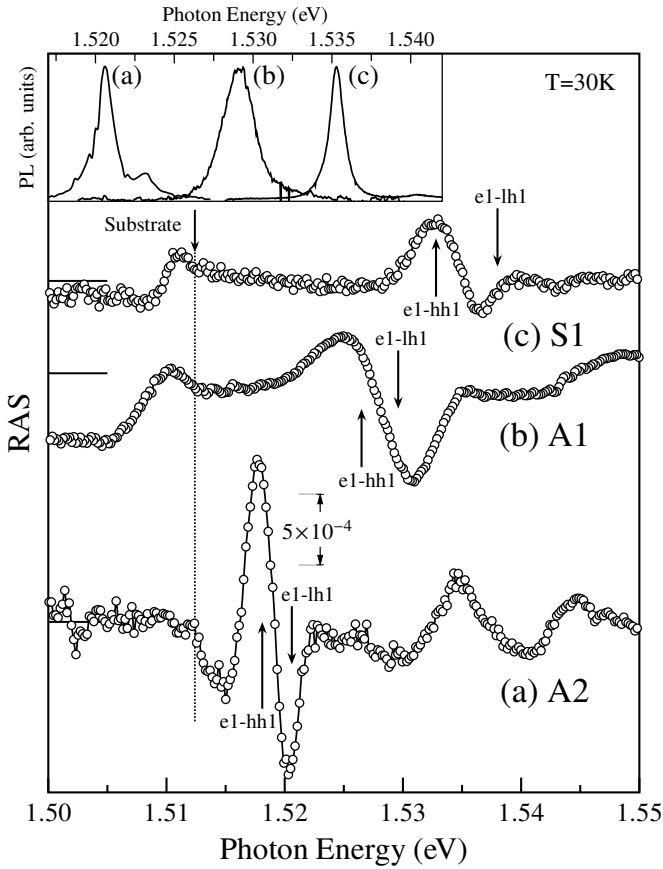 Photon Energy (eV)
1.520 1.525 1.530 1.535 1.540
(a) (b) (c)
T=30K
PL (arb. units)
e1-lh1
Substrate
e1-hh1
(c) S1
e1-lh1
RAS
(b) A1
e1-hh1
5×10⁻⁴
e1-lh1
(a) A2
e1-hh1
1.50 1.51 1.52 1.53 1.54 1.55
Photon Energy (eV)